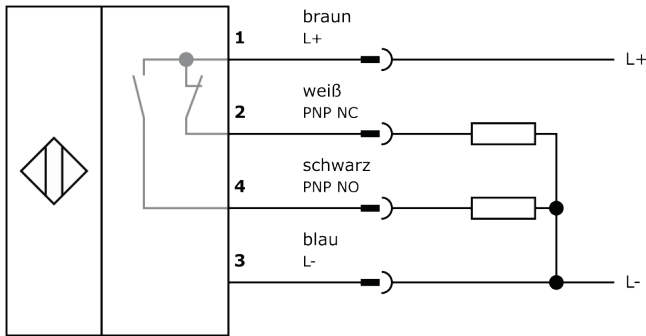 braun
1 L+ L+
weiß
2 PNP NC
schwarz
4 PNP NO
blau
3 L- L-